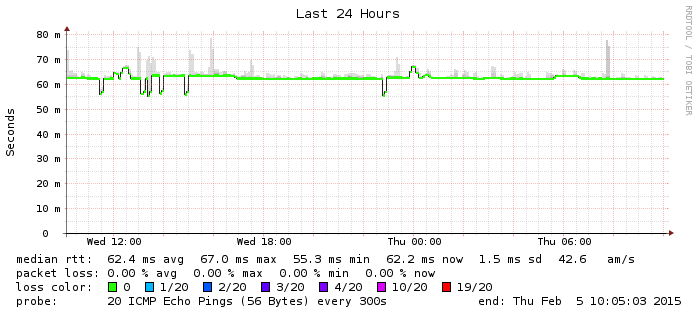 Last 24 Hours
RRDTOOL / TOBI OETIKER
Seconds
80 m
70 m
60 m
50 m
40 m
30 m
20 m
10 m
0
Wed 12:00 Wed 18:00 Thu 00:00 Thu 06:00
median rtt: 62.4 ms avg 67.0 ms max 55.3 ms min 62.2 ms now 1.5 ms sd 42.6 am/s
packet loss: 0.00 % avg 0.00 % max 0.00 % min 0.00 % now
loss color: 0 1/20 2/20 3/20 4/20 10/20 19/20
probe: 20 ICMP Echo Pings (56 Bytes) every 300s end: Thu Feb 5 10:05:03 2015